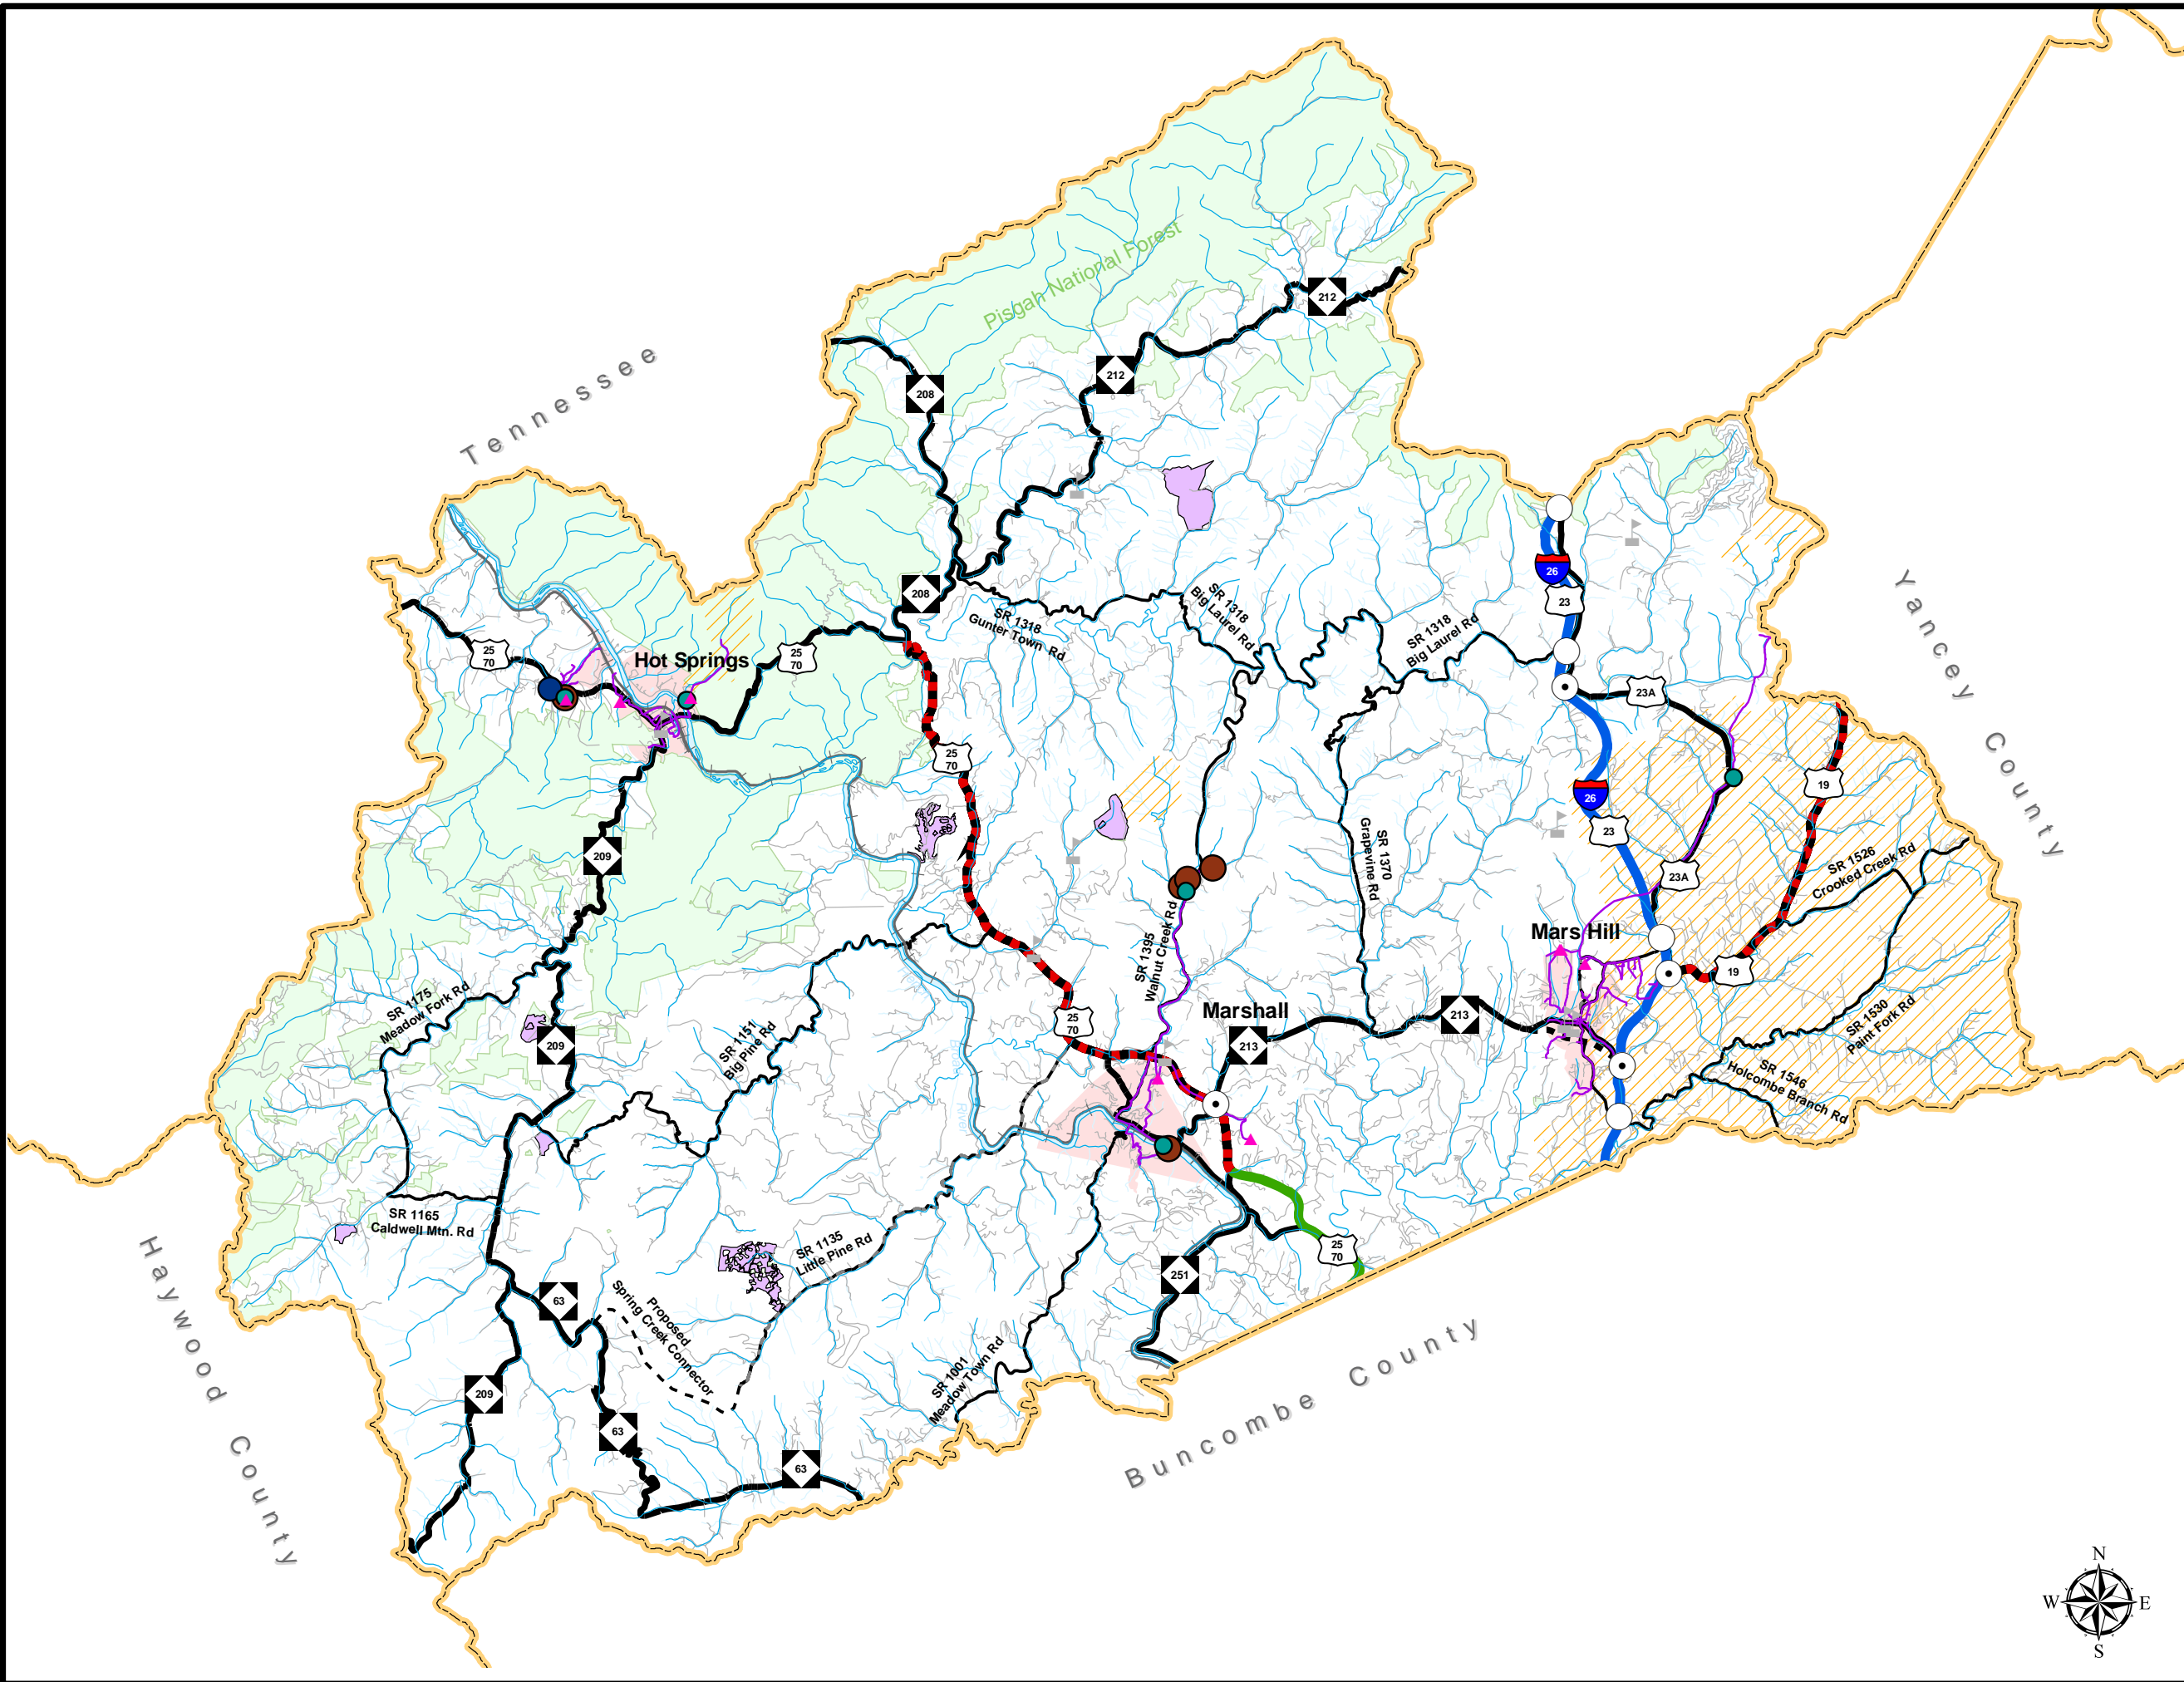 Pisgah National Forest
212
212
208
Tennessee
26
23
208
SR 1318
Gunter Town Rd
SR 1318
Big Laurel Rd
SR 1318
Big Laurel Rd
Yancey County
25
70
Hot Springs
25
70
23A
25
70
19
26
23
209
SR 1370
Grapevine Rd
23A
SR 1526
Crooked Creek Rd
SR 1395
Walnut Creek Rd
Mars Hill
19
SR 1175
Meadow Fork Rd
209
SR 1151
Big Pine Rd
25
70
Marshall
213
213
SR 1530
Paint Fork Rd
SR 1546
Holcombe Branch Rd
SR 1165
Caldwell Mtn. Rd
SR 1135
Little Pine Rd
25
70
251
Haywood County
63
Proposed
Spring Creek Connector
209
SR 1001
Meadow Town Rd
Buncombe County
63
63
N
W
E
S